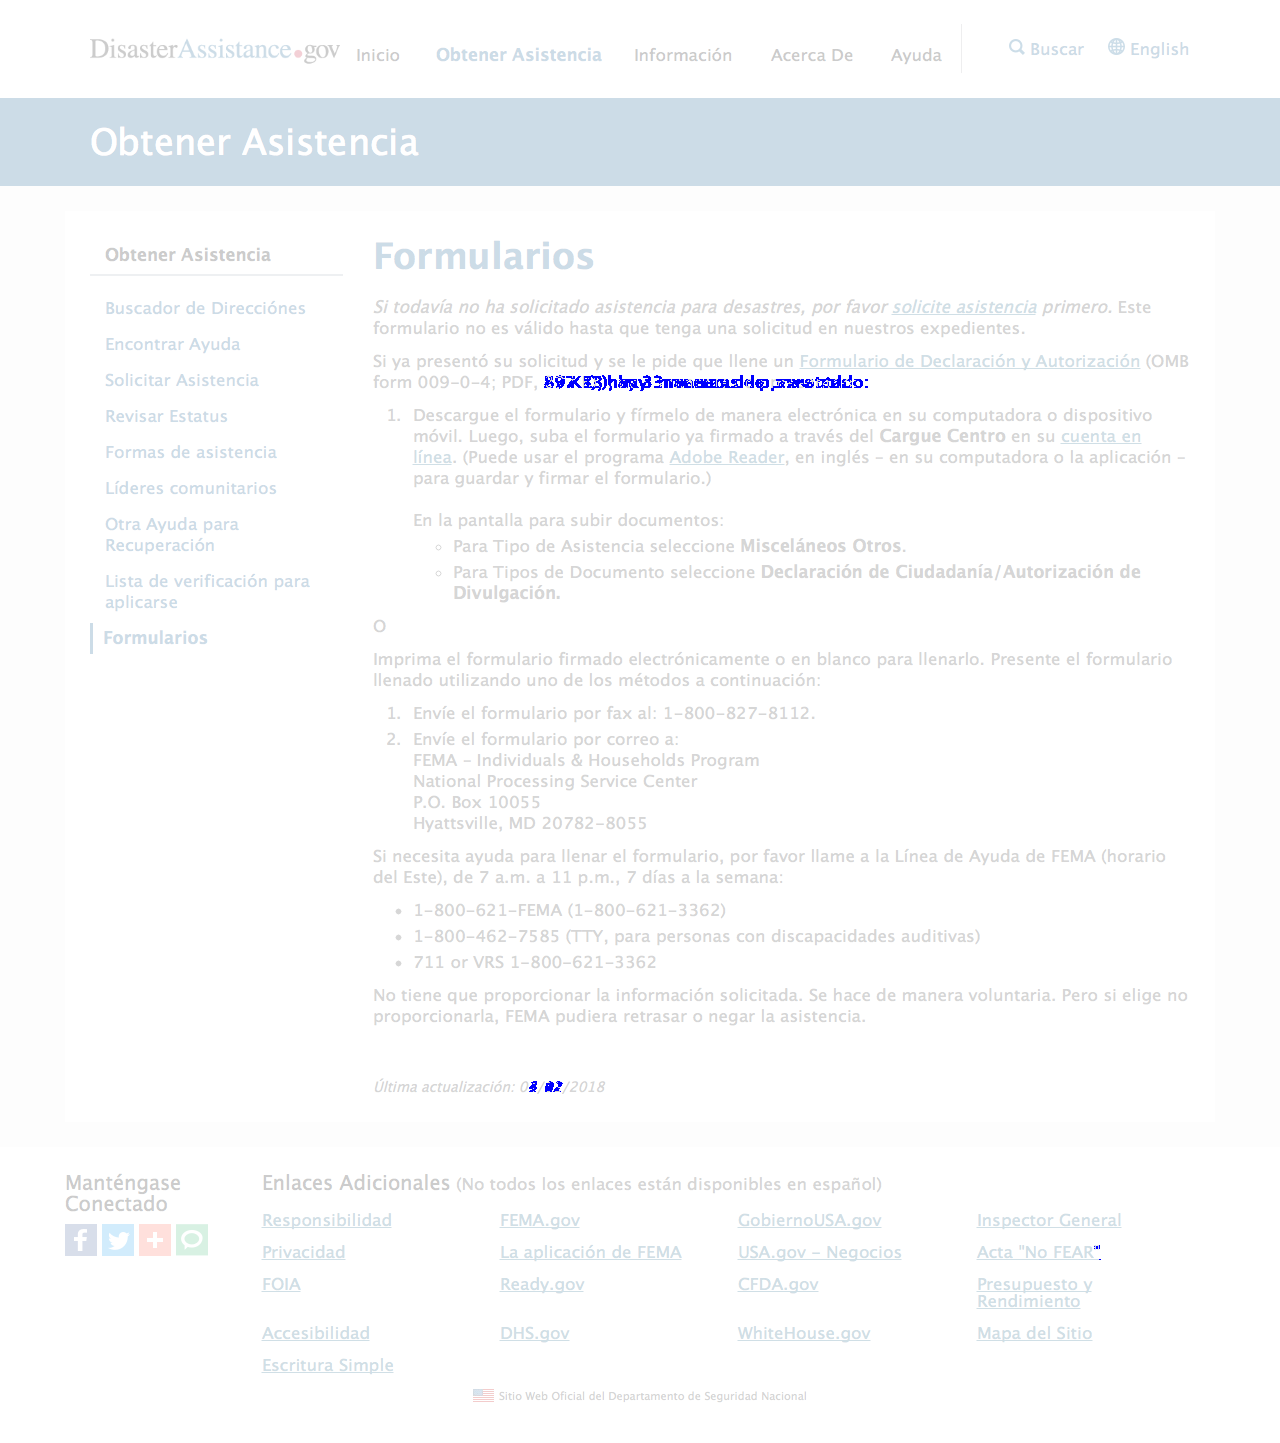 DisasterAssistance.gov
Inicio
Obtener Asistencia
Información
Acerca De
Ayuda
Buscar
English
Obtener Asistencia
Obtener Asistencia
Buscador de Direcciónes
Encontrar Ayuda
Solicitar Asistencia
Revisar Estatus
Formas de asistencia
Líderes comunitarios
Otra Ayuda para
Recuperación
Lista de verificación para
aplicarse
Formularios
Formularios
Si todavía no ha solicitado asistencia para desastres, por favor solicite asistencia primero. Este
formulario no es válido hasta que tenga una solicitud en nuestros expedientes.
Si ya presentó su solicitud y se le pide que llene un Formulario de Declaración y Autorización (OMB
form 009-0-4; PDF,
1. Descargue el formulario y fírmelo de manera electrónica en su computadora o dispositivo
móvil. Luego, suba el formulario ya firmado a través del Cargue Centro en su cuenta en
línea. (Puede usar el programa Adobe Reader, en inglés – en su computadora o la aplicación –
para guardar y firmar el formulario.)
En la pantalla para subir documentos:
Para Tipo de Asistencia seleccione Misceláneos Otros.
Para Tipos de Documento seleccione Declaración de Ciudadanía/Autorización de
Divulgación.
O
Imprima el formulario firmado electrónicamente o en blanco para llenarlo. Presente el formulario
llenado utilizando uno de los métodos a continuación:
1. Envíe el formulario por fax al: 1-800-827-8112.
2. Envíe el formulario por correo a:
FEMA – Individuals & Households Program
National Processing Service Center
P.O. Box 10055
Hyattsville, MD 20782-8055
Si necesita ayuda para llenar el formulario, por favor llame a la Línea de Ayuda de FEMA (horario
del Este), de 7 a.m. a 11 p.m., 7 días a la semana:
1-800-621-FEMA (1-800-621-3362)
1-800-462-7585 (TTY, para personas con discapacidades auditivas)
711 or VRS 1-800-621-3362
No tiene que proporcionar la información solicitada. Se hace de manera voluntaria. Pero si elige no
proporcionarla, FEMA pudiera retrasar o negar la asistencia.
Última actualización: /2018
Manténgase
Conectado
Enlaces Adicionales (No todos los enlaces están disponibles en español)
Responsibilidad
FEMA.gov
GobiernoUSA.gov
Inspector General
Privacidad
La aplicación de FEMA
USA.gov - Negocios
Acta "No FEAR"
FOIA
Ready.gov
CFDA.gov
Presupuesto y
Rendimiento
Accesibilidad
DHS.gov
WhiteHouse.gov
Mapa del Sitio
Escritura Simple
Sitio Web Oficial del Departamento de Seguridad Nacional